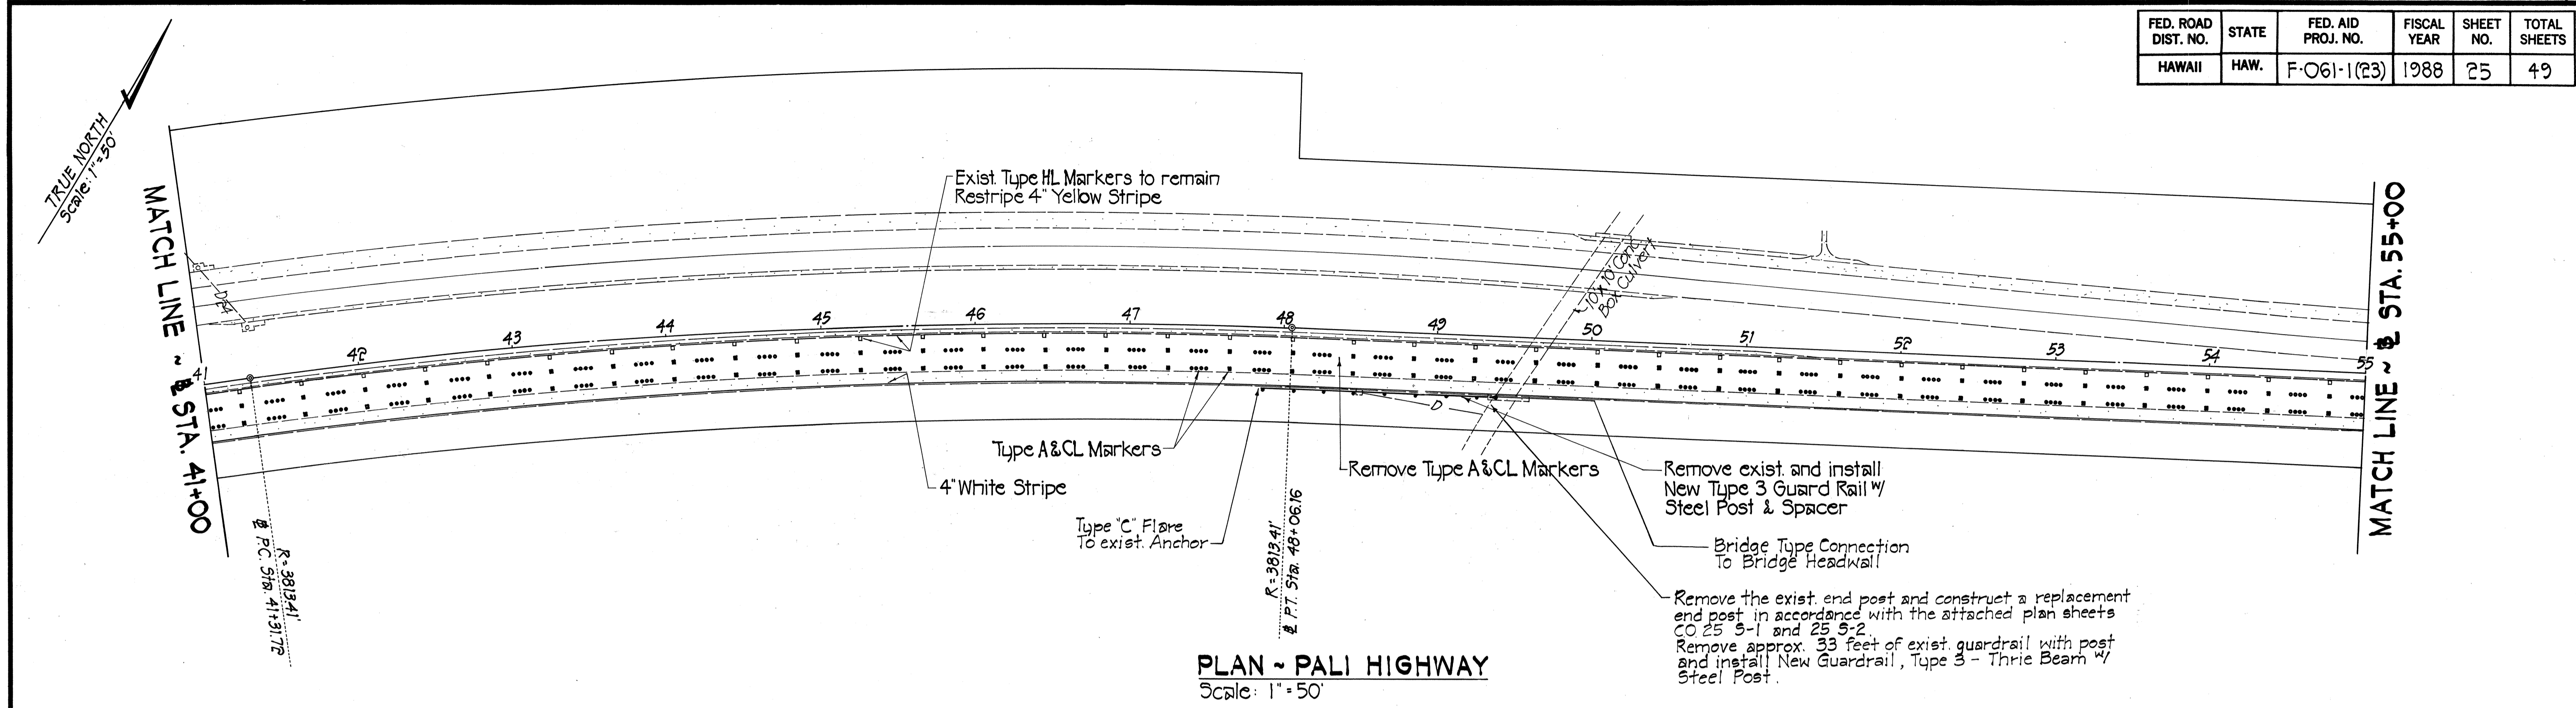 FED. ROAD DIST. NO. STATE FED. AID PROJ. NO. FISCAL YEAR SHEET NO. TOTAL SHEETS
HAWAII HAW. F-061-1(23) 1988 25 49
TRUE NORTH
Scale: 1" = 50'
MATCH LINE ~ ℄ STA. 41+00
Exist. Type HL Markers to remain
Restripe 4" Yellow Stripe
D24
10' x 10' Conc.
Box Culvert
41 42 43 44 45 46 47 48 49 50 51 52 53 54 55
MATCH LINE ~ ℄ STA. 55+00
D
Type A & CL Markers
4" White Stripe
Remove Type A & CL Markers
Type "C" Flare
To exist. Anchor
Remove exist. and install
New Type 3 Guard Rail w/
Steel Post & Spacer
Bridge Type Connection
To Bridge Headwall
Remove the exist. end post and construct a replacement
end post in accordance with the attached plan sheets
CO 25 S-1 and 25 S-2.
Remove approx. 33 feet of exist. guardrail with post
and install New Guardrail, Type 3 - Thrie Beam w/
Steel Post.
R = 3813.41'
℄ P.C. Sta. 41+31.72
R = 3813.41'
℄ P.T. Sta. 48+06.16
PLAN ~ PALI HIGHWAY
Scale: 1" = 50'